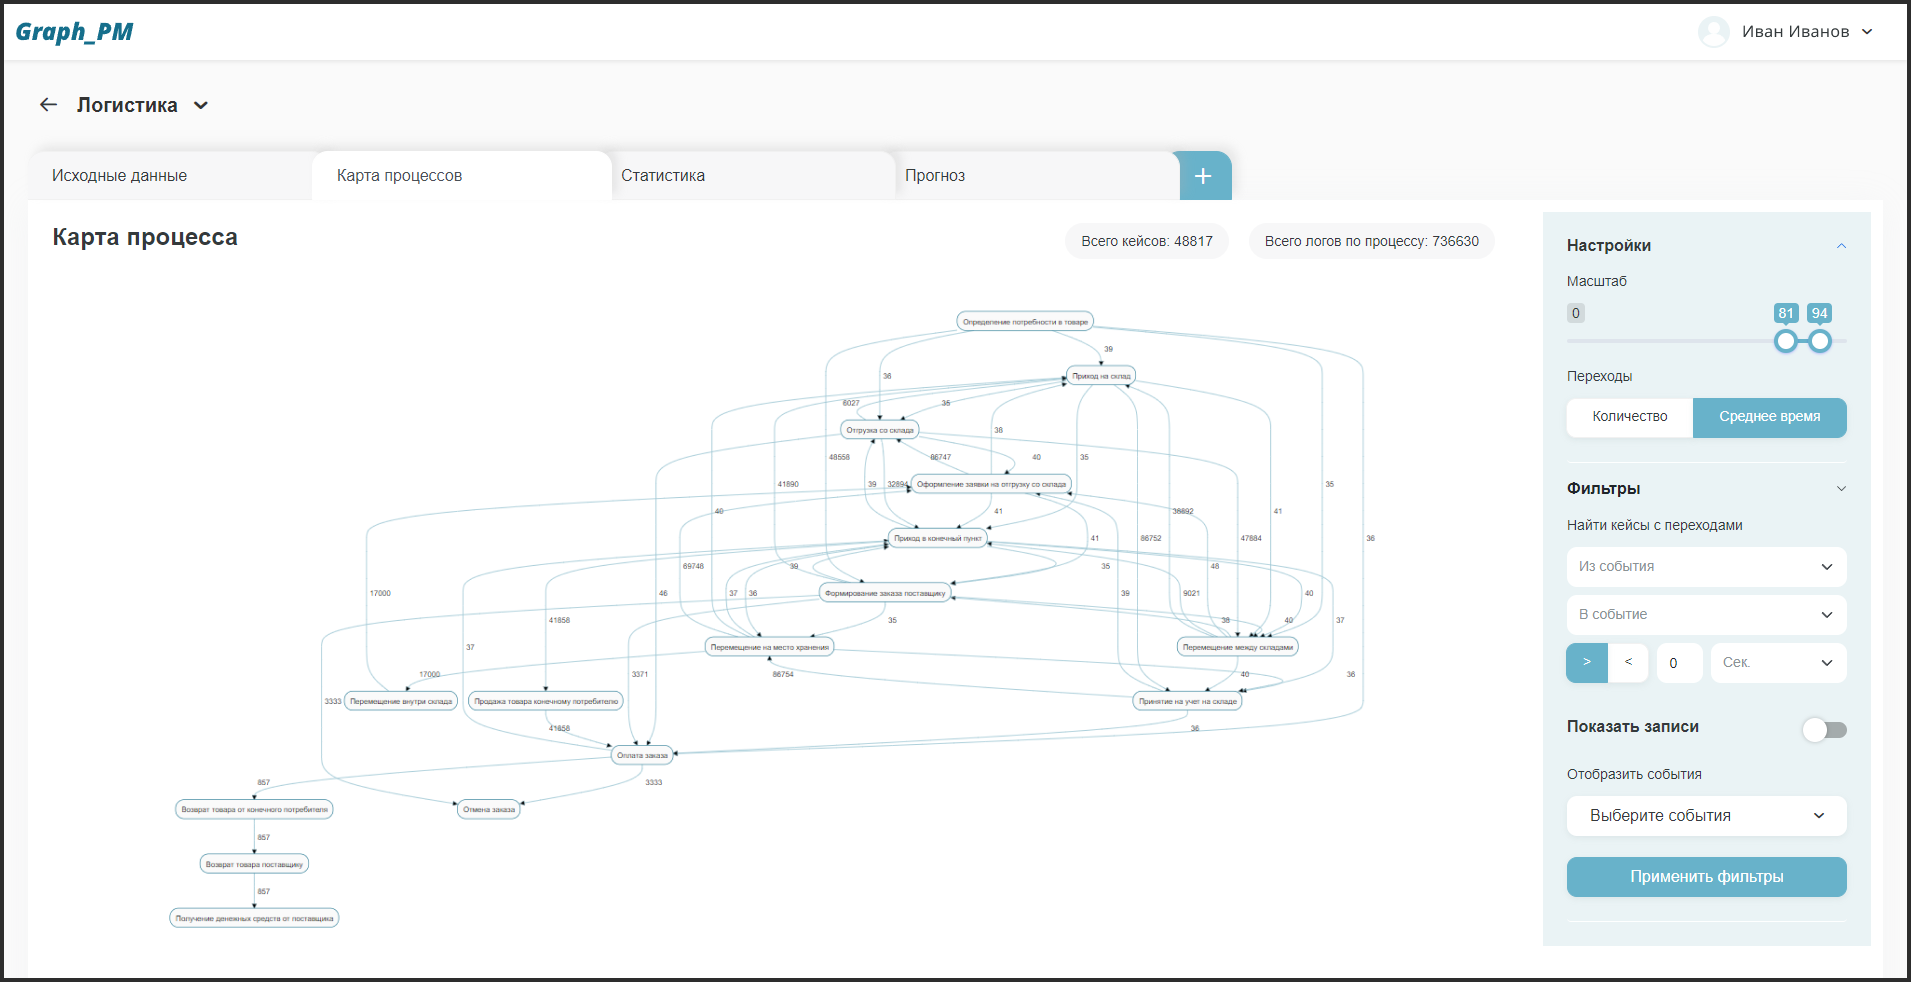 Graph_PM
Иван Иванов
Логистика
Исходные данные
Карта процессов
Статистика
Прогноз
+
Карта процесса
Всего кейсов: 48817
Всего логов по процессу: 736630
Определение потребности в товаре
39
36
Приход на склад
6027
35
Отгрузка со склада
38
48558
86747
40
35
41890
39
32894
Оформление заявки на отгрузку со склада
35
40
41
38892
41
36
Приход в конечный пункт
41
86752
47884
69748
39
35
48
17000
37
36
Формирование заказа поставщику
39
9021
40
46
41858
35
38
40
37
37
Перемещение на место хранения
Перемещение между складами
17000
3371
86754
40
36
3333
Перемещение внутри склада
Продажа товара конечному потребителю
Принятие на учет на складе
41858
36
Оплата заказа
857
3333
Возврат товара от конечного потребителя
Отмена заказа
857
Возврат товара поставщику
857
Получение денежных средств от поставщика
Настройки
Масштаб
0
81
94
Переходы
Количество
Среднее время
Фильтры
Найти кейсы с переходами
Из события
В событие
>
<
0
Сек.
Показать записи
Отобразить события
Выберите события
Применить фильтры